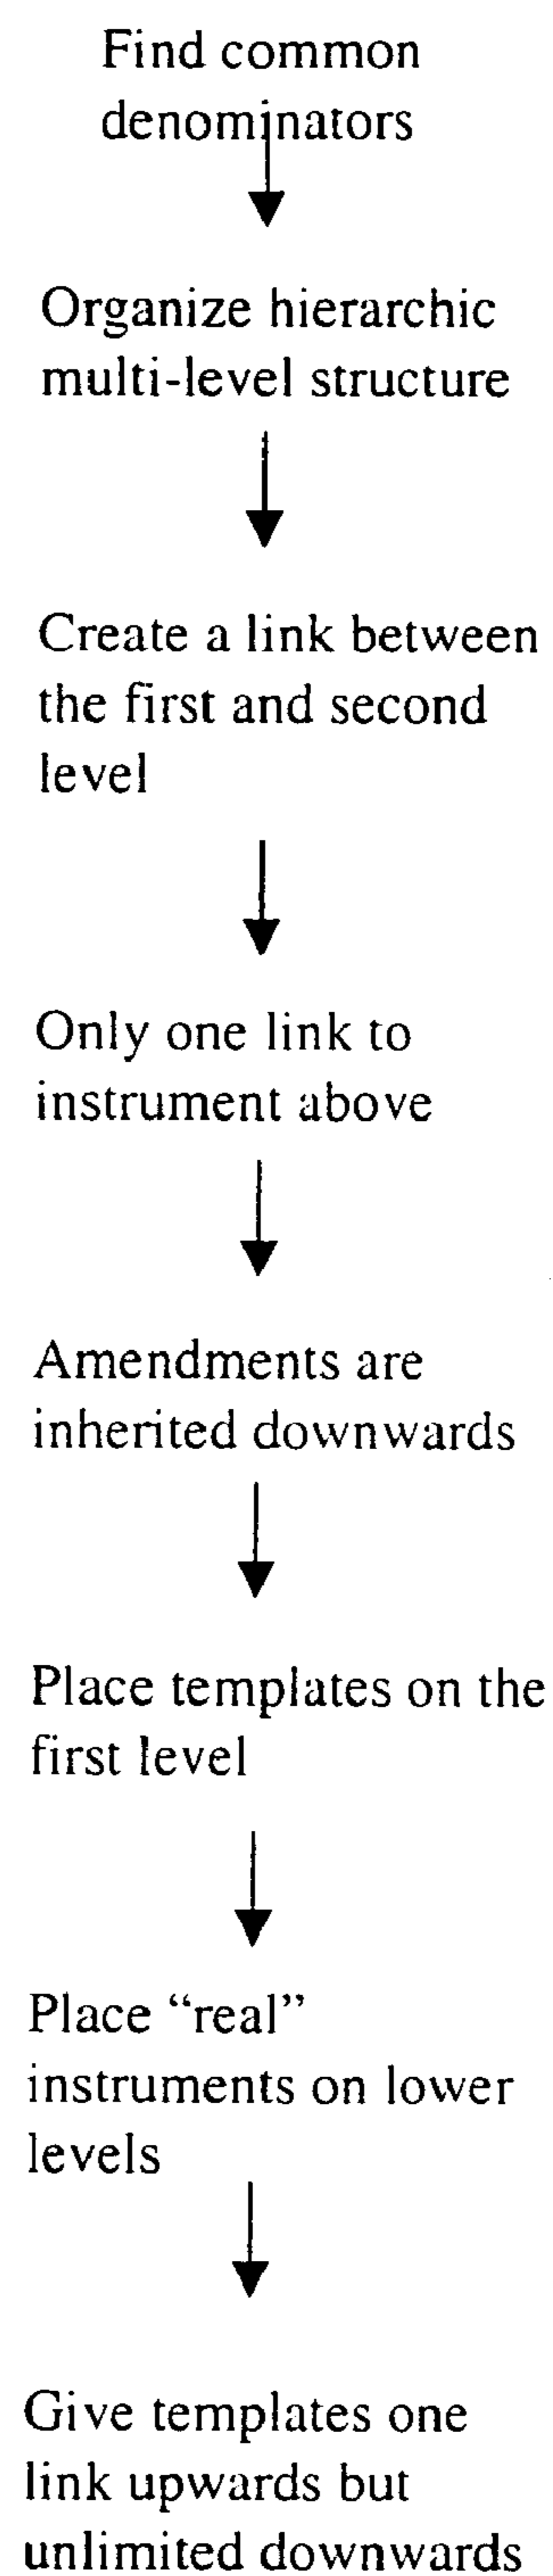 Find common
denominators
Organize hierarchic
multi-level structure
Create a link between
the first and second
level
Only one link to
instrument above
Amendments are
inherited downwards
Place templates on the
first level
Place “real”
instruments on lower
levels
Give templates one
link upwards but
unlimited downwards